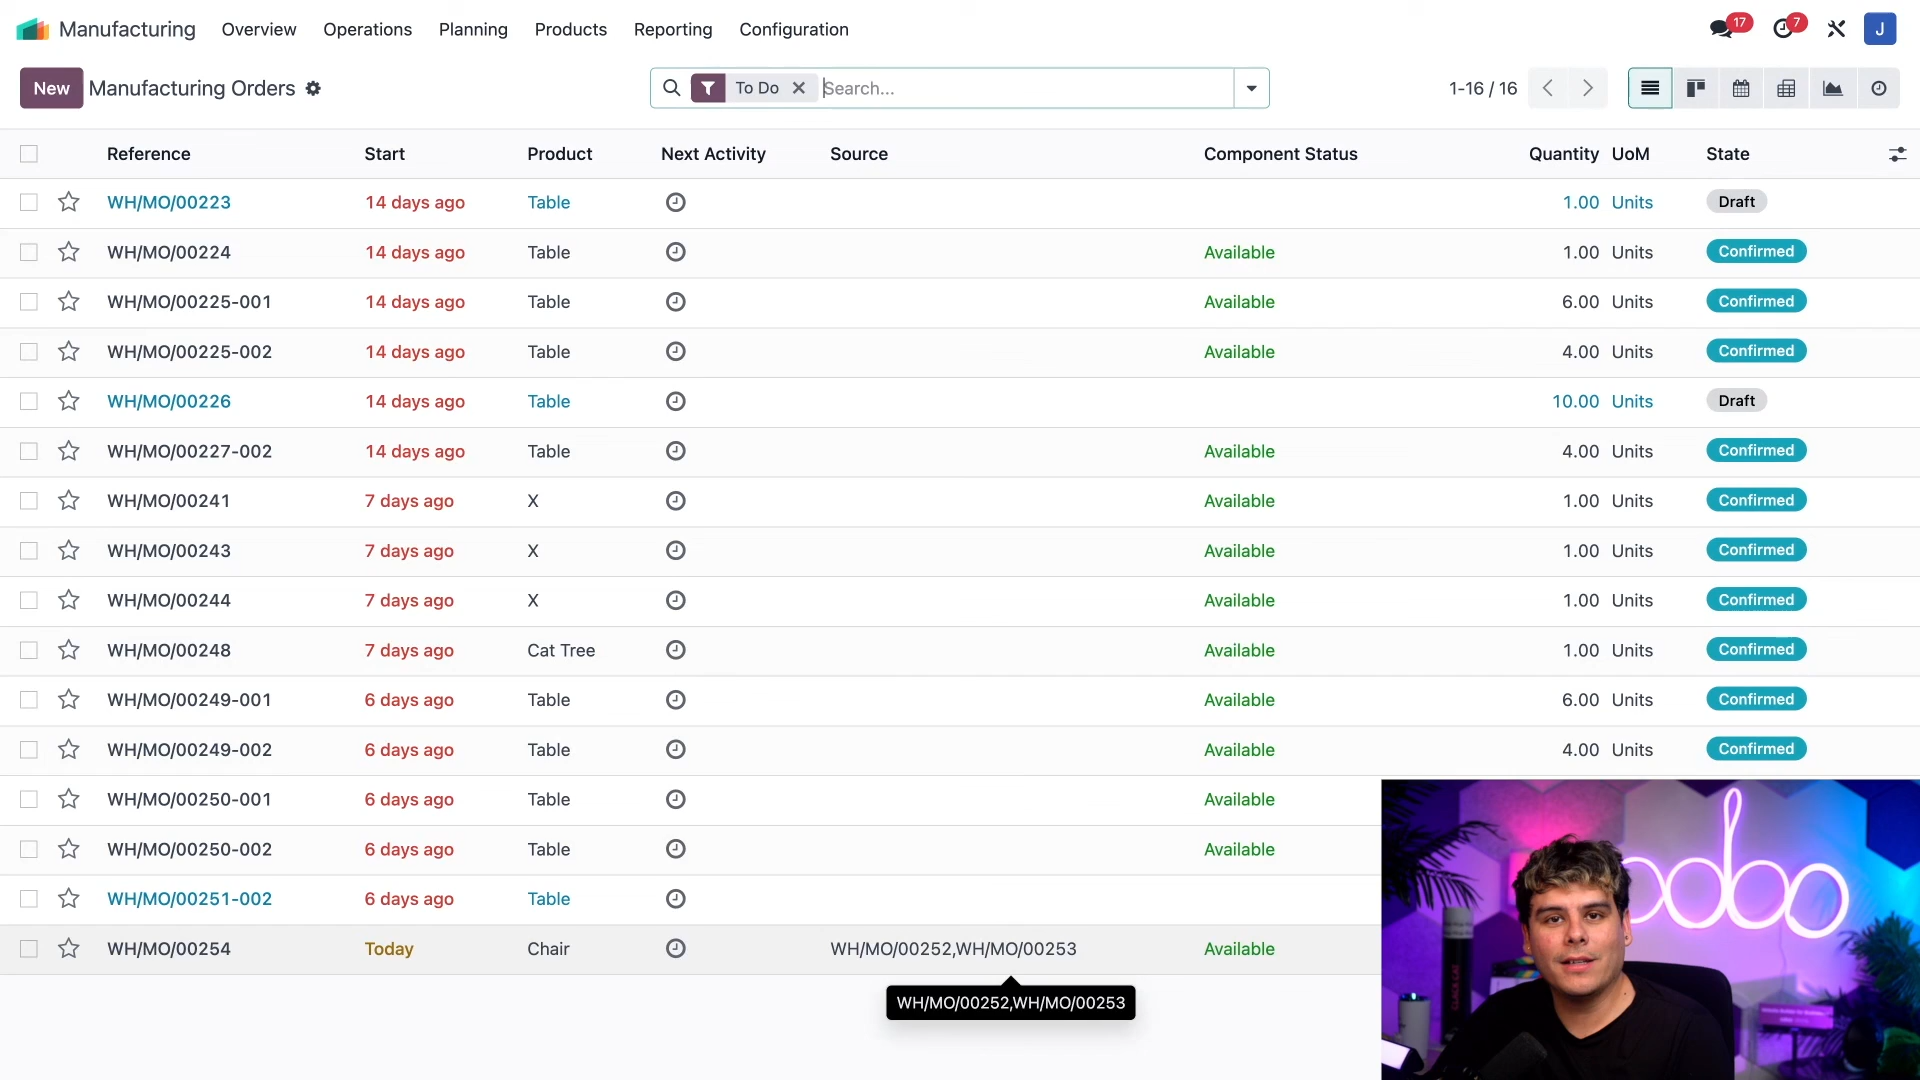 Manufacturing Overview Operations Planning Products Reporting Configuration 17 7 J
New Manufacturing Orders To Do Search... 1-16 / 16
Reference Start Product Next Activity Source Component Status Quantity UoM State
WH/MO/00223 14 days ago Table 1.00 Units Draft
WH/MO/00224 14 days ago Table Available 1.00 Units Confirmed
WH/MO/00225-001 14 days ago Table Available 6.00 Units Confirmed
WH/MO/00225-002 14 days ago Table Available 4.00 Units Confirmed
WH/MO/00226 14 days ago Table 10.00 Units Draft
WH/MO/00227-002 14 days ago Table Available 4.00 Units Confirmed
WH/MO/00241 7 days ago X Available 1.00 Units Confirmed
WH/MO/00243 7 days ago X Available 1.00 Units Confirmed
WH/MO/00244 7 days ago X Available 1.00 Units Confirmed
WH/MO/00248 7 days ago Cat Tree Available 1.00 Units Confirmed
WH/MO/00249-001 6 days ago Table Available 6.00 Units Confirmed
WH/MO/00249-002 6 days ago Table Available 4.00 Units Confirmed
WH/MO/00250-001 6 days ago Table Available
WH/MO/00250-002 6 days ago Table Available
WH/MO/00251-002 6 days ago Table
WH/MO/00254 Today Chair WH/MO/00252,WH/MO/00253 Available
WH/MO/00252,WH/MO/00253
odoo